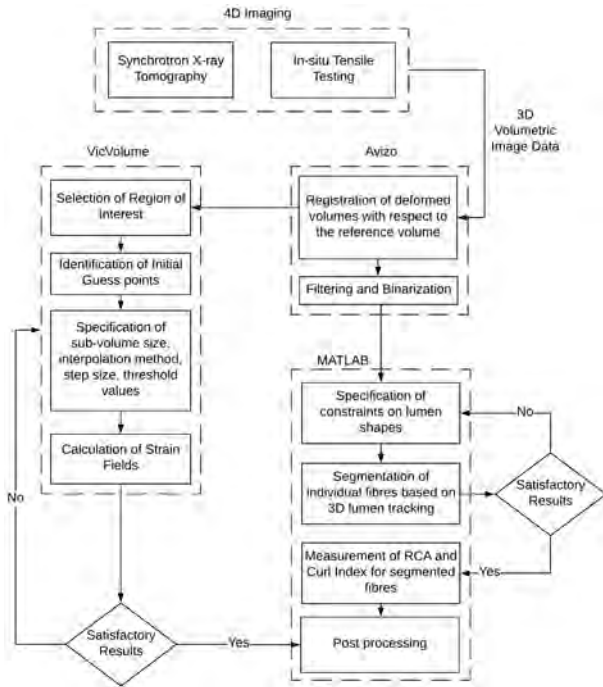 4D Imaging
Synchrotron X-ray
Tomography
In-situ Tensile
Testing
3D
Volumetric
Image Data
VicVolume
Selection of Region of
Interest
Identification of Initial
Guess points
Specification of
sub-volume size,
interpolation method,
step size, threshold
values
Calculation of Strain
Fields
No
Satisfactory
Results
Yes
Avizo
Registration of deformed
volumes with respect to
the reference volume
Filtering and Binarization
MATLAB
Specification of
constraints on lumen
shapes
Segmentation of
individual fibres based on
3D lumen tracking
No
Satisfactory
Results
Yes
Measurement of RCA and
Curl Index for segmented
fibres
Post processing